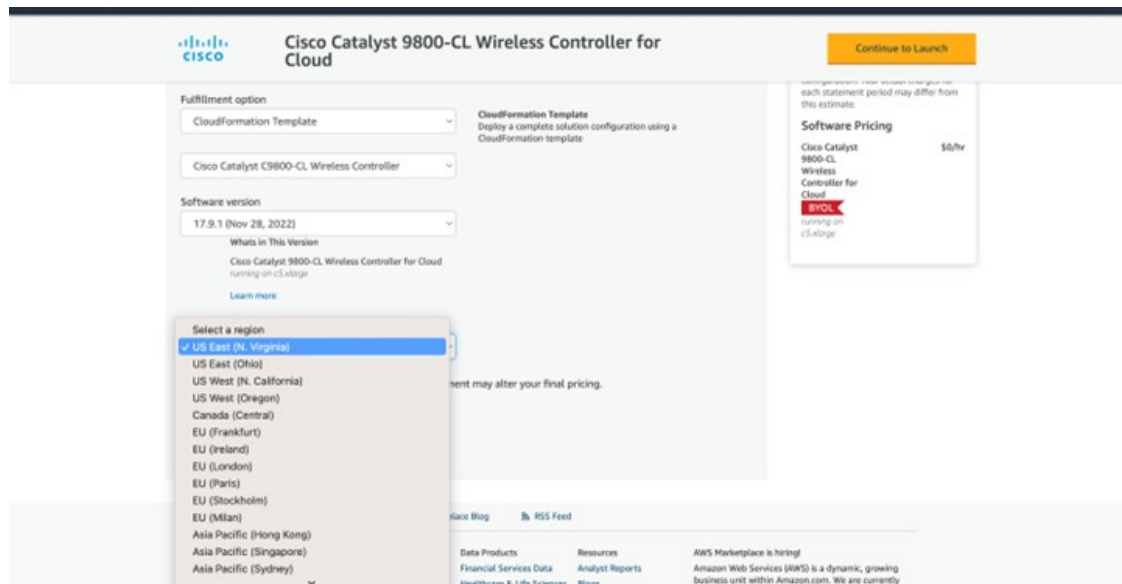 CISCO
Cisco Catalyst 9800-CL Wireless Controller for
Cloud
Continue to Launch
Fulfillment option
CloudFormation Template
CloudFormation Template
Deploy a complete solution configuration using a
CloudFormation template
Cisco Catalyst C9800-CL Wireless Controller
Software version
17.9.1 (Nov 28, 2022)
Whats in This Version
Cisco Catalyst 9800-CL Wireless Controller for Cloud
running on c5.xlarge
Learn more
Select a region
✓ US East (N. Virginia)
US East (Ohio)
US West (N. California)
US West (Oregon)
Canada (Central)
EU (Frankfurt)
EU (Ireland)
EU (London)
EU (Paris)
EU (Stockholm)
EU (Milan)
Asia Pacific (Hong Kong)
Asia Pacific (Singapore)
Asia Pacific (Sydney)
may alter your final pricing.
each statement period may differ from
this estimate.
Software Pricing
Cisco Catalyst
9800-CL
Wireless
Controller for
Cloud
$0/hr
BYOL
running on
c5.xlarge
Blog
RSS Feed
Data Products
Financial Services Data
Healthcare & Life Sciences
Resources
Analyst Reports
Blogs
AWS Marketplace is hiring!
Amazon Web Services (AWS) is a dynamic, growing
business unit within Amazon.com. We are currently